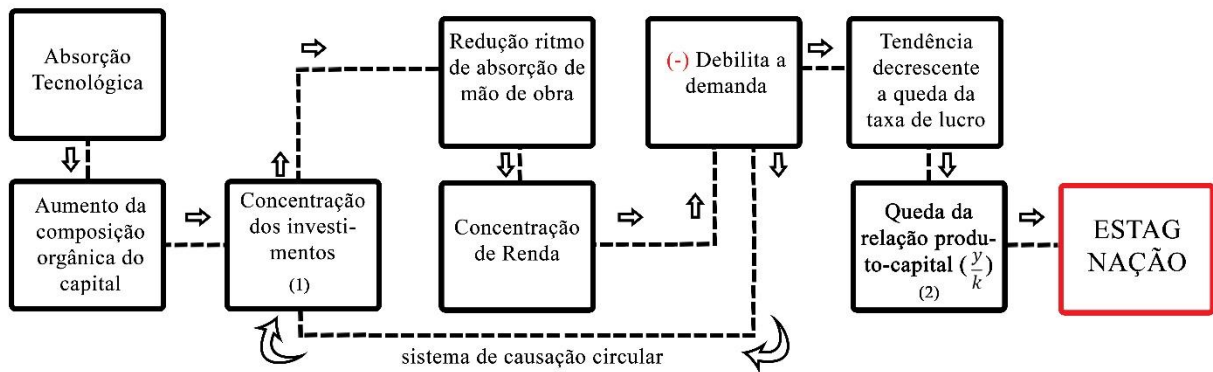 Absorção
Tecnológica
Aumento da
composição
orgânica do
capital
Concentração
dos investi-
mentos
(1)
Redução ritmo
de absorção de
mão de obra
Concentração
de Renda
(-) Debilita a
demanda
Tendência
decrescente
a queda da
taxa de lucro
Queda da
relação produ-
to-capital (y/k)
(2)
ESTAG
NAÇÃO
sistema de causação circular